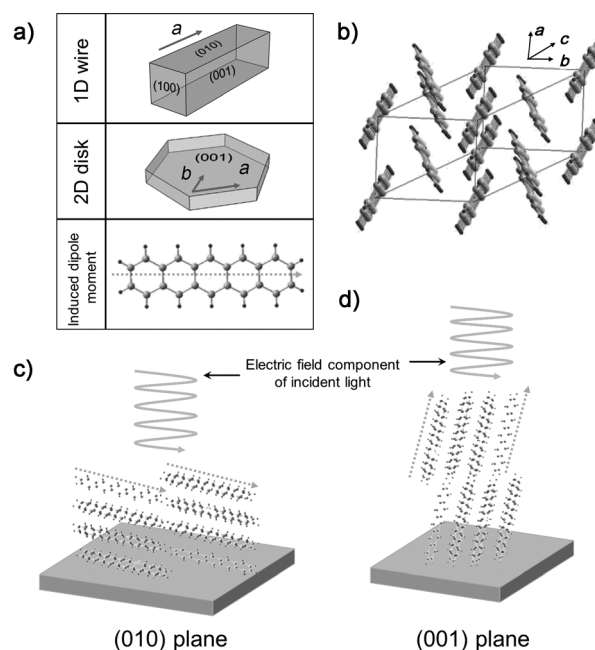 a)
1D wire
a
(010)
(100)
(001)
2D disk
(001)
b
a
Induced dipole
moment
b)
a
c
b
c)
Electric field component
of incident light
d)
(010) plane
(001) plane